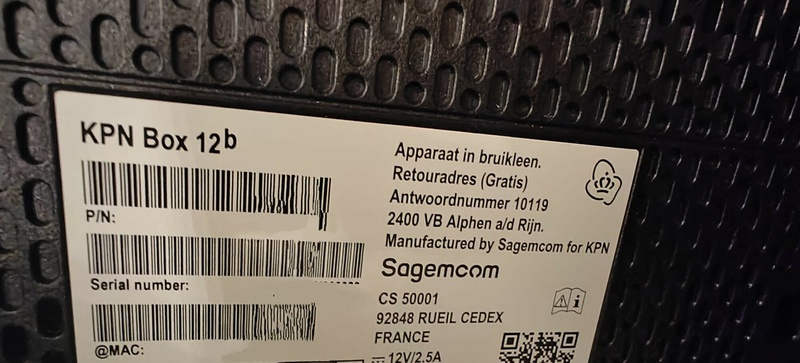 KPN Box 12b
P/N:
Serial number:
@MAC:
Apparaat in bruikleen.
Retouradres (Gratis)
Antwoordnummer 10119
2400 VB Alphen a/d Rijn.
Manufactured by Sagemcom for KPN
Sagemcom
CS 50001
92848 RUEIL CEDEX
FRANCE
12V/2.5A